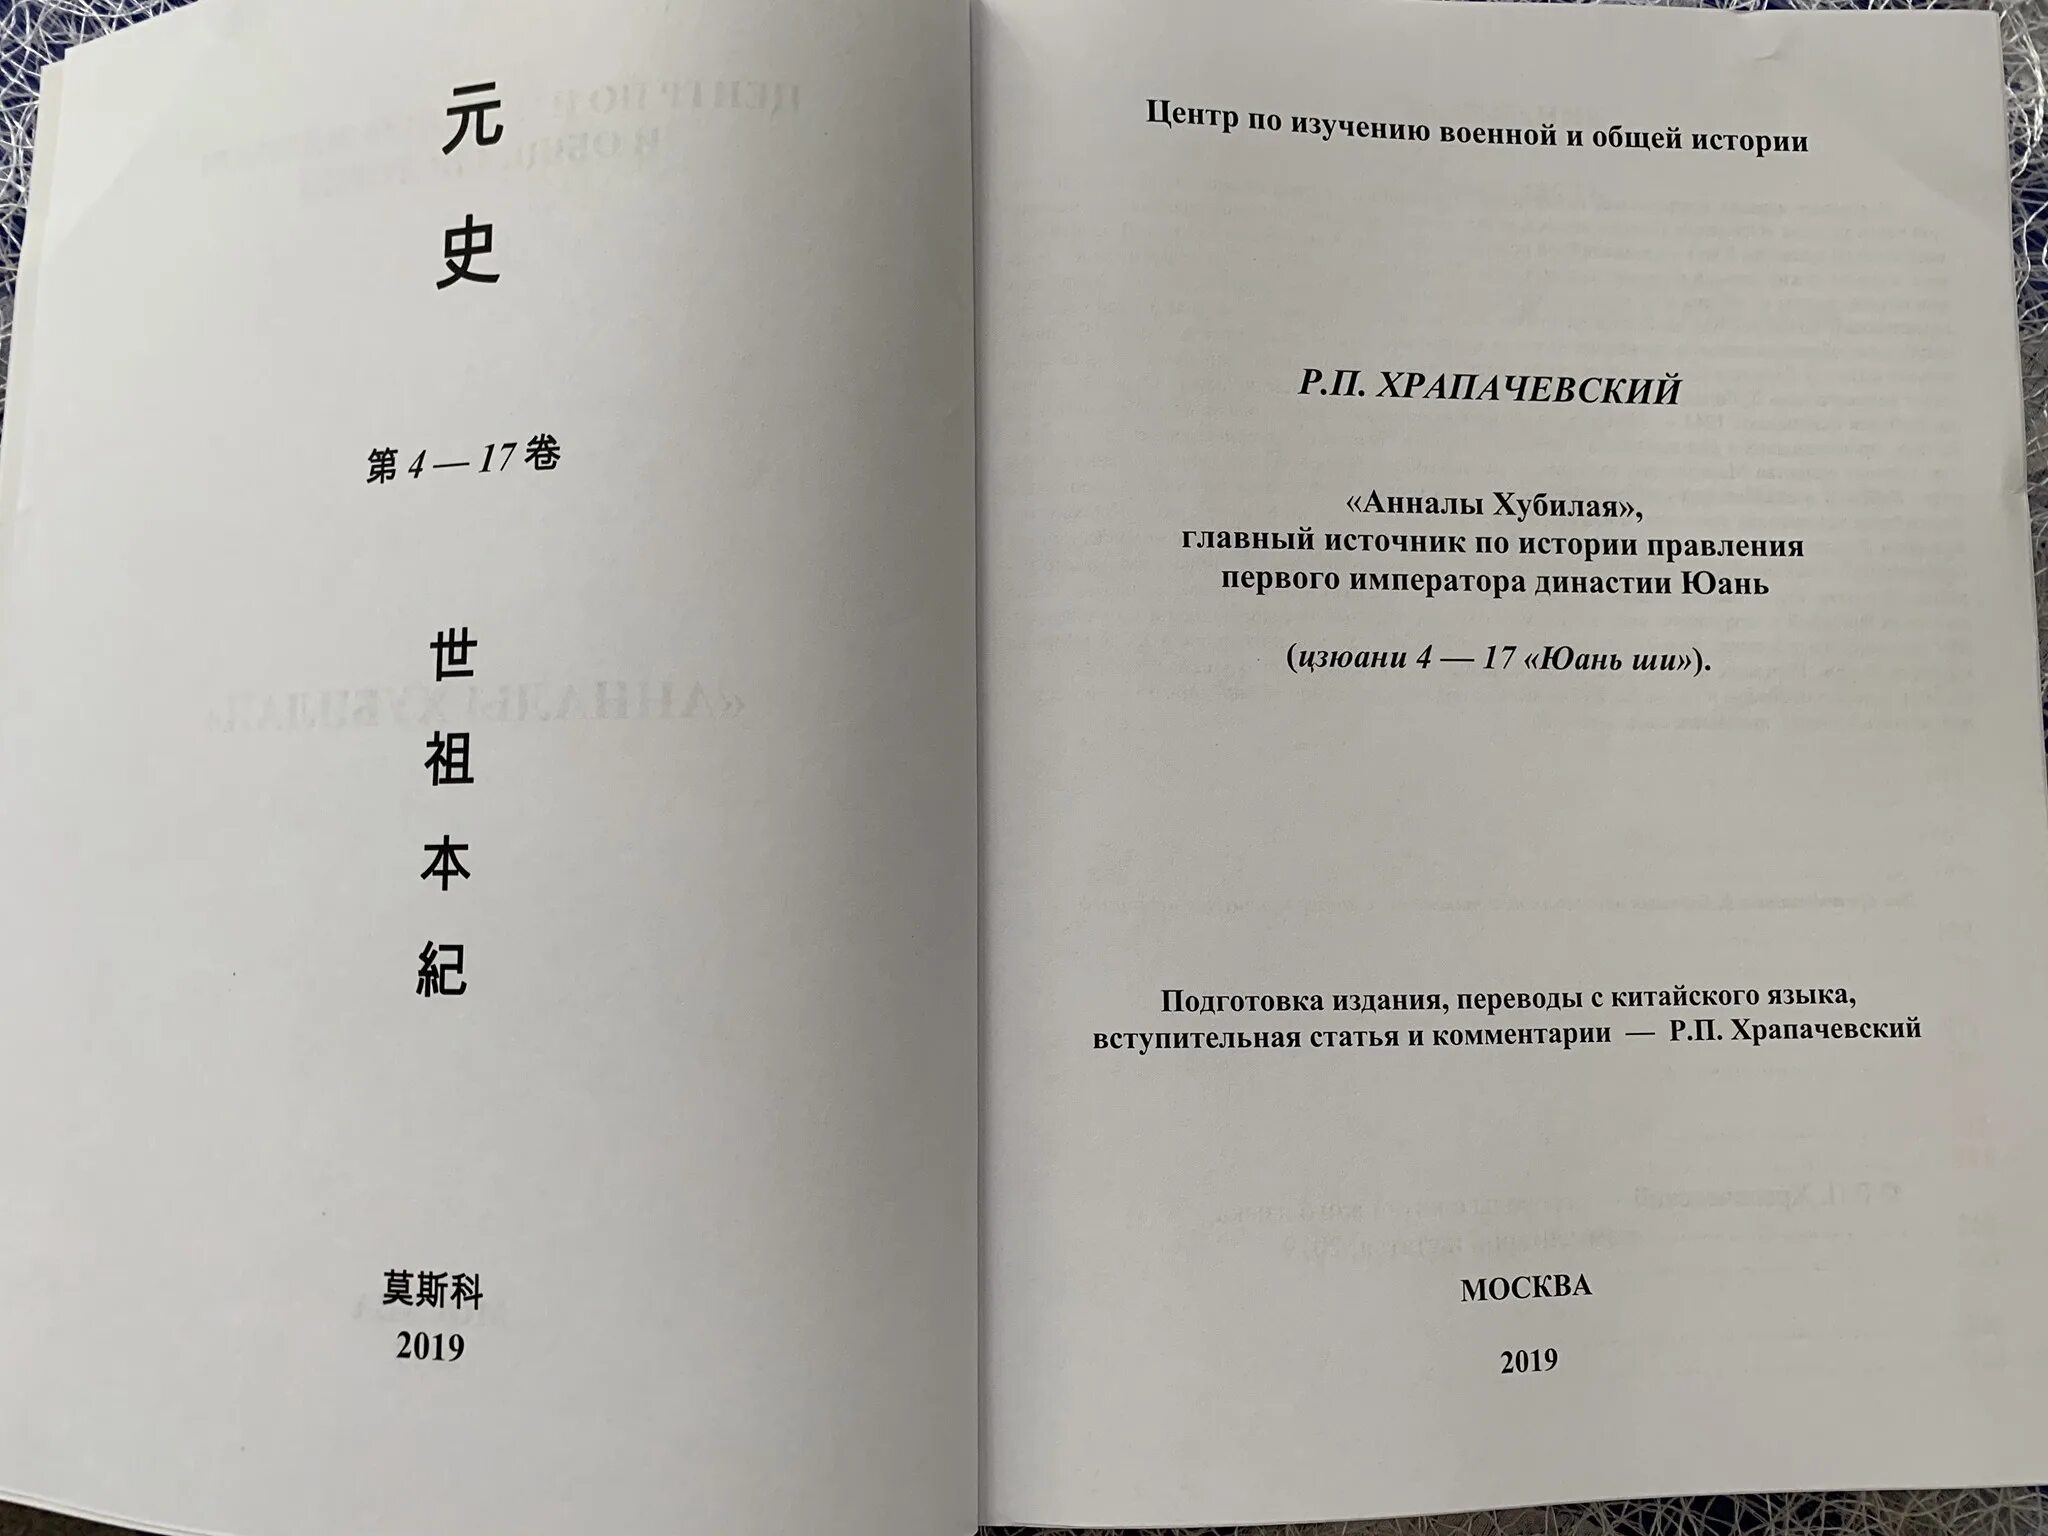 元
史
第 4 — 17 卷
世
祖
本
紀
莫斯科
2019
Центр по изучению военной и общей истории
Р.П. ХРАПАЧЕВСКИЙ
«Анналы Хубилая»,
главный источник по истории правления
первого императора династии Юань
(цзюани 4 — 17 «Юань ши»).
Подготовка издания, переводы с китайского языка,
вступительная статья и комментарии — Р.П. Храпачевский
МОСКВА
2019